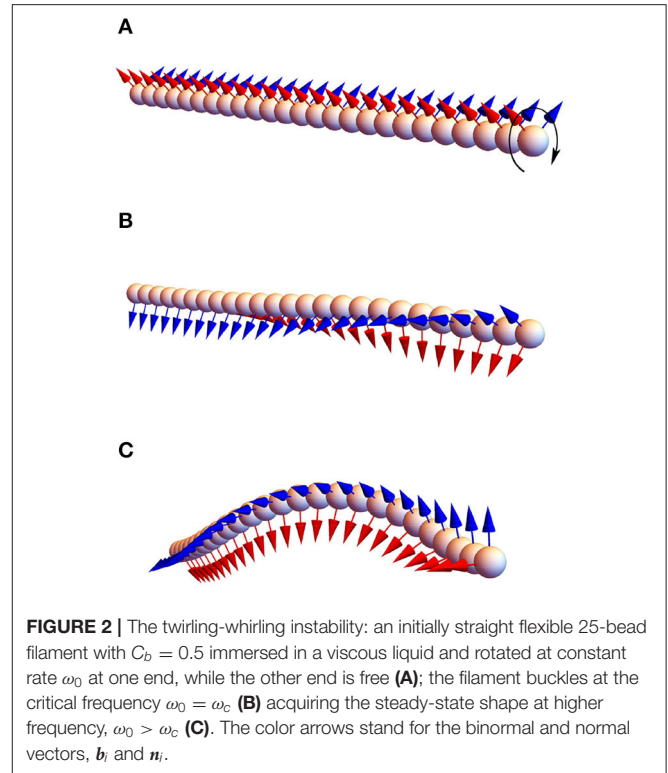 A
B
C
FIGURE 2 | The twirling-whirling instability: an initially straight flexible 25-bead
filament with C_b = 0.5 immersed in a viscous liquid and rotated at constant
rate ω₀ at one end, while the other end is free (A); the filament buckles at the
critical frequency ω₀ = ω_c (B) acquiring the steady-state shape at higher
frequency, ω₀ > ω_c (C). The color arrows stand for the binormal and normal
vectors, b_i and n_i.